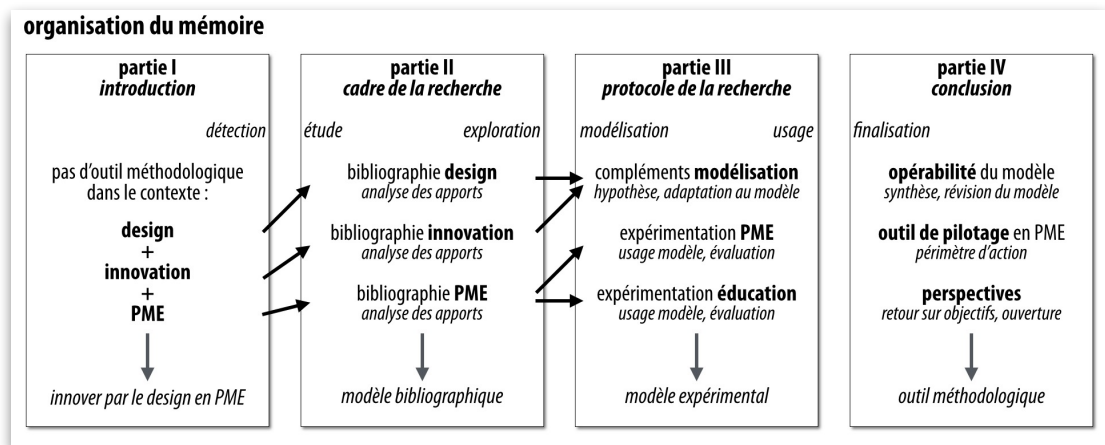 organisation du mémoire
partie I
introduction
détection
pas d'outil méthodologique
dans le contexte :
design
+
innovation
+
PME
innover par le design en PME
partie II
cadre de la recherche
étude
exploration
bibliographie design
analyse des apports
bibliographie innovation
analyse des apports
bibliographie PME
analyse des apports
modèle bibliographique
partie III
protocole de la recherche
modélisation
usage
compléments modélisation
hypothèse, adaptation au modèle
expérimentation PME
usage modèle, évaluation
expérimentation éducation
usage modèle, évaluation
modèle expérimental
partie IV
conclusion
finalisation
opérabilité du modèle
synthèse, révision du modèle
outil de pilotage en PME
périmètre d'action
perspectives
retour sur objectifs, ouverture
outil méthodologique